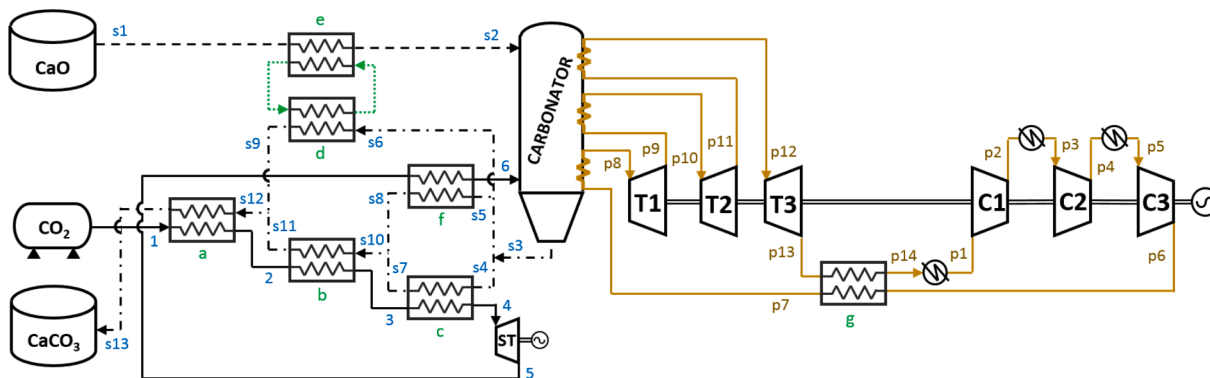 s1
e
s2
CaO
CARBONATOR
s9
s6
d
p8
p9
p10
p11
p12
p2
p3
p4
p5
6
s8
s5
f
s12
s11
s10
s7
s4
s3
T1
T2
T3
C1
C2
C3
CO2
1
a
2
b
3
c
4
ST
5
p13
p14
p1
p6
p7
g
CaCO3
s13